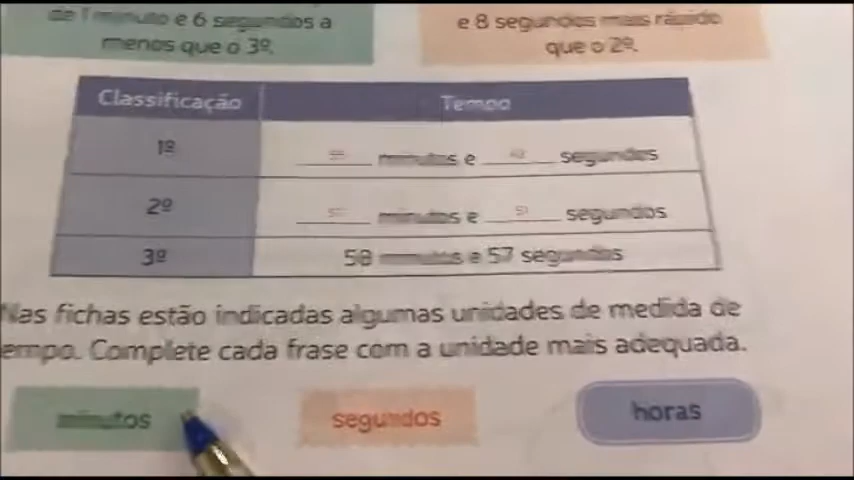 de 1 minuto e 6 segundos a
menos que o 3º.
e 8 segundos mais rápido
que o 2º.
Classificação Tempo
1º minutos e segundos
2º minutos e 51 segundos
3º 58 minutos e 57 segundos
Nas fichas estão indicadas algumas unidades de medida de
empo. Complete cada frase com a unidade mais adequada.
minutos segundos horas